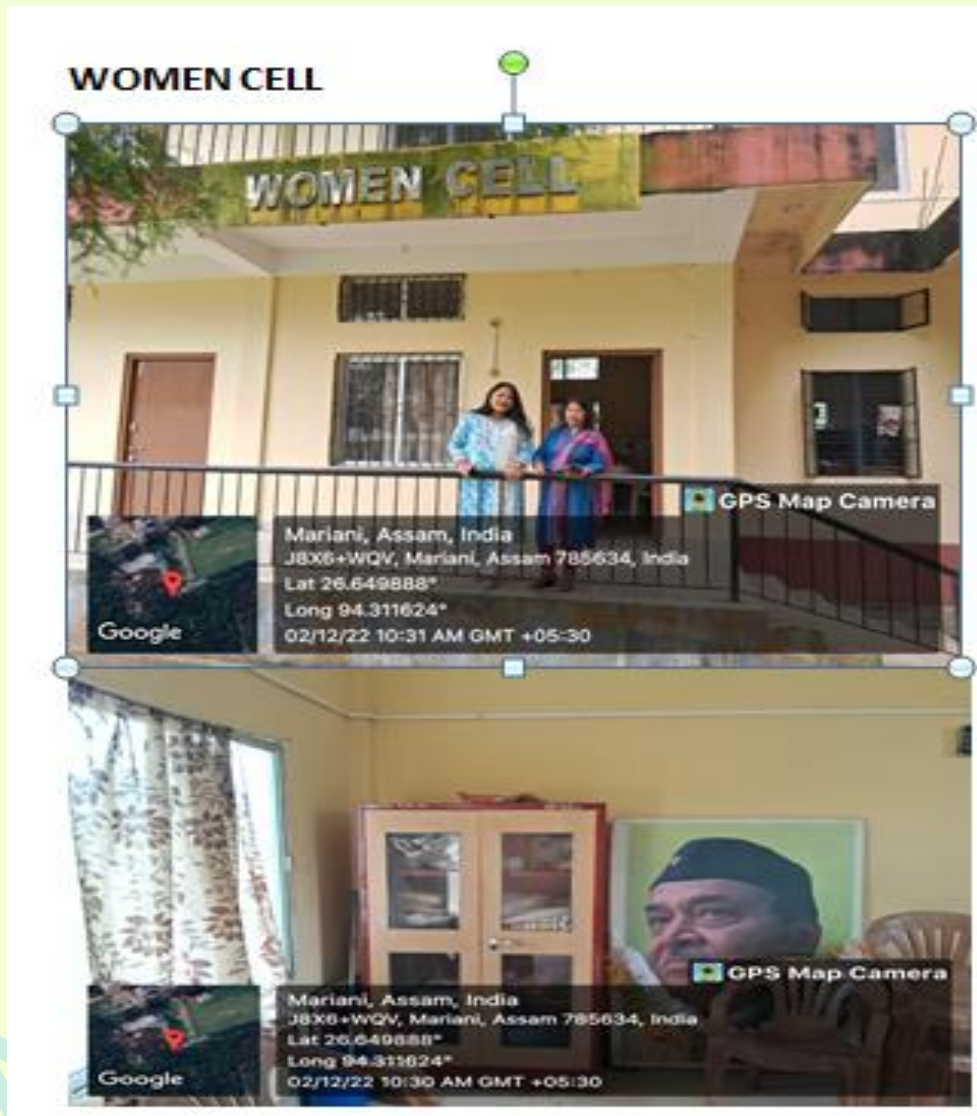 WOMEN CELL
WOMEN CELL
GPS Map Camera
Mariani, Assam, India
J8X6+WQV, Mariani, Assam 785634, India
Lat 26.649888°
Long 94.311624°
02/12/22 10:31 AM GMT +05:30
Google
GPS Map Camera
Mariani, Assam, India
J8X6+WQV, Mariani, Assam 785634, India
Lat 26.649888°
Long 94.311624°
02/12/22 10:30 AM GMT +05:30
Google